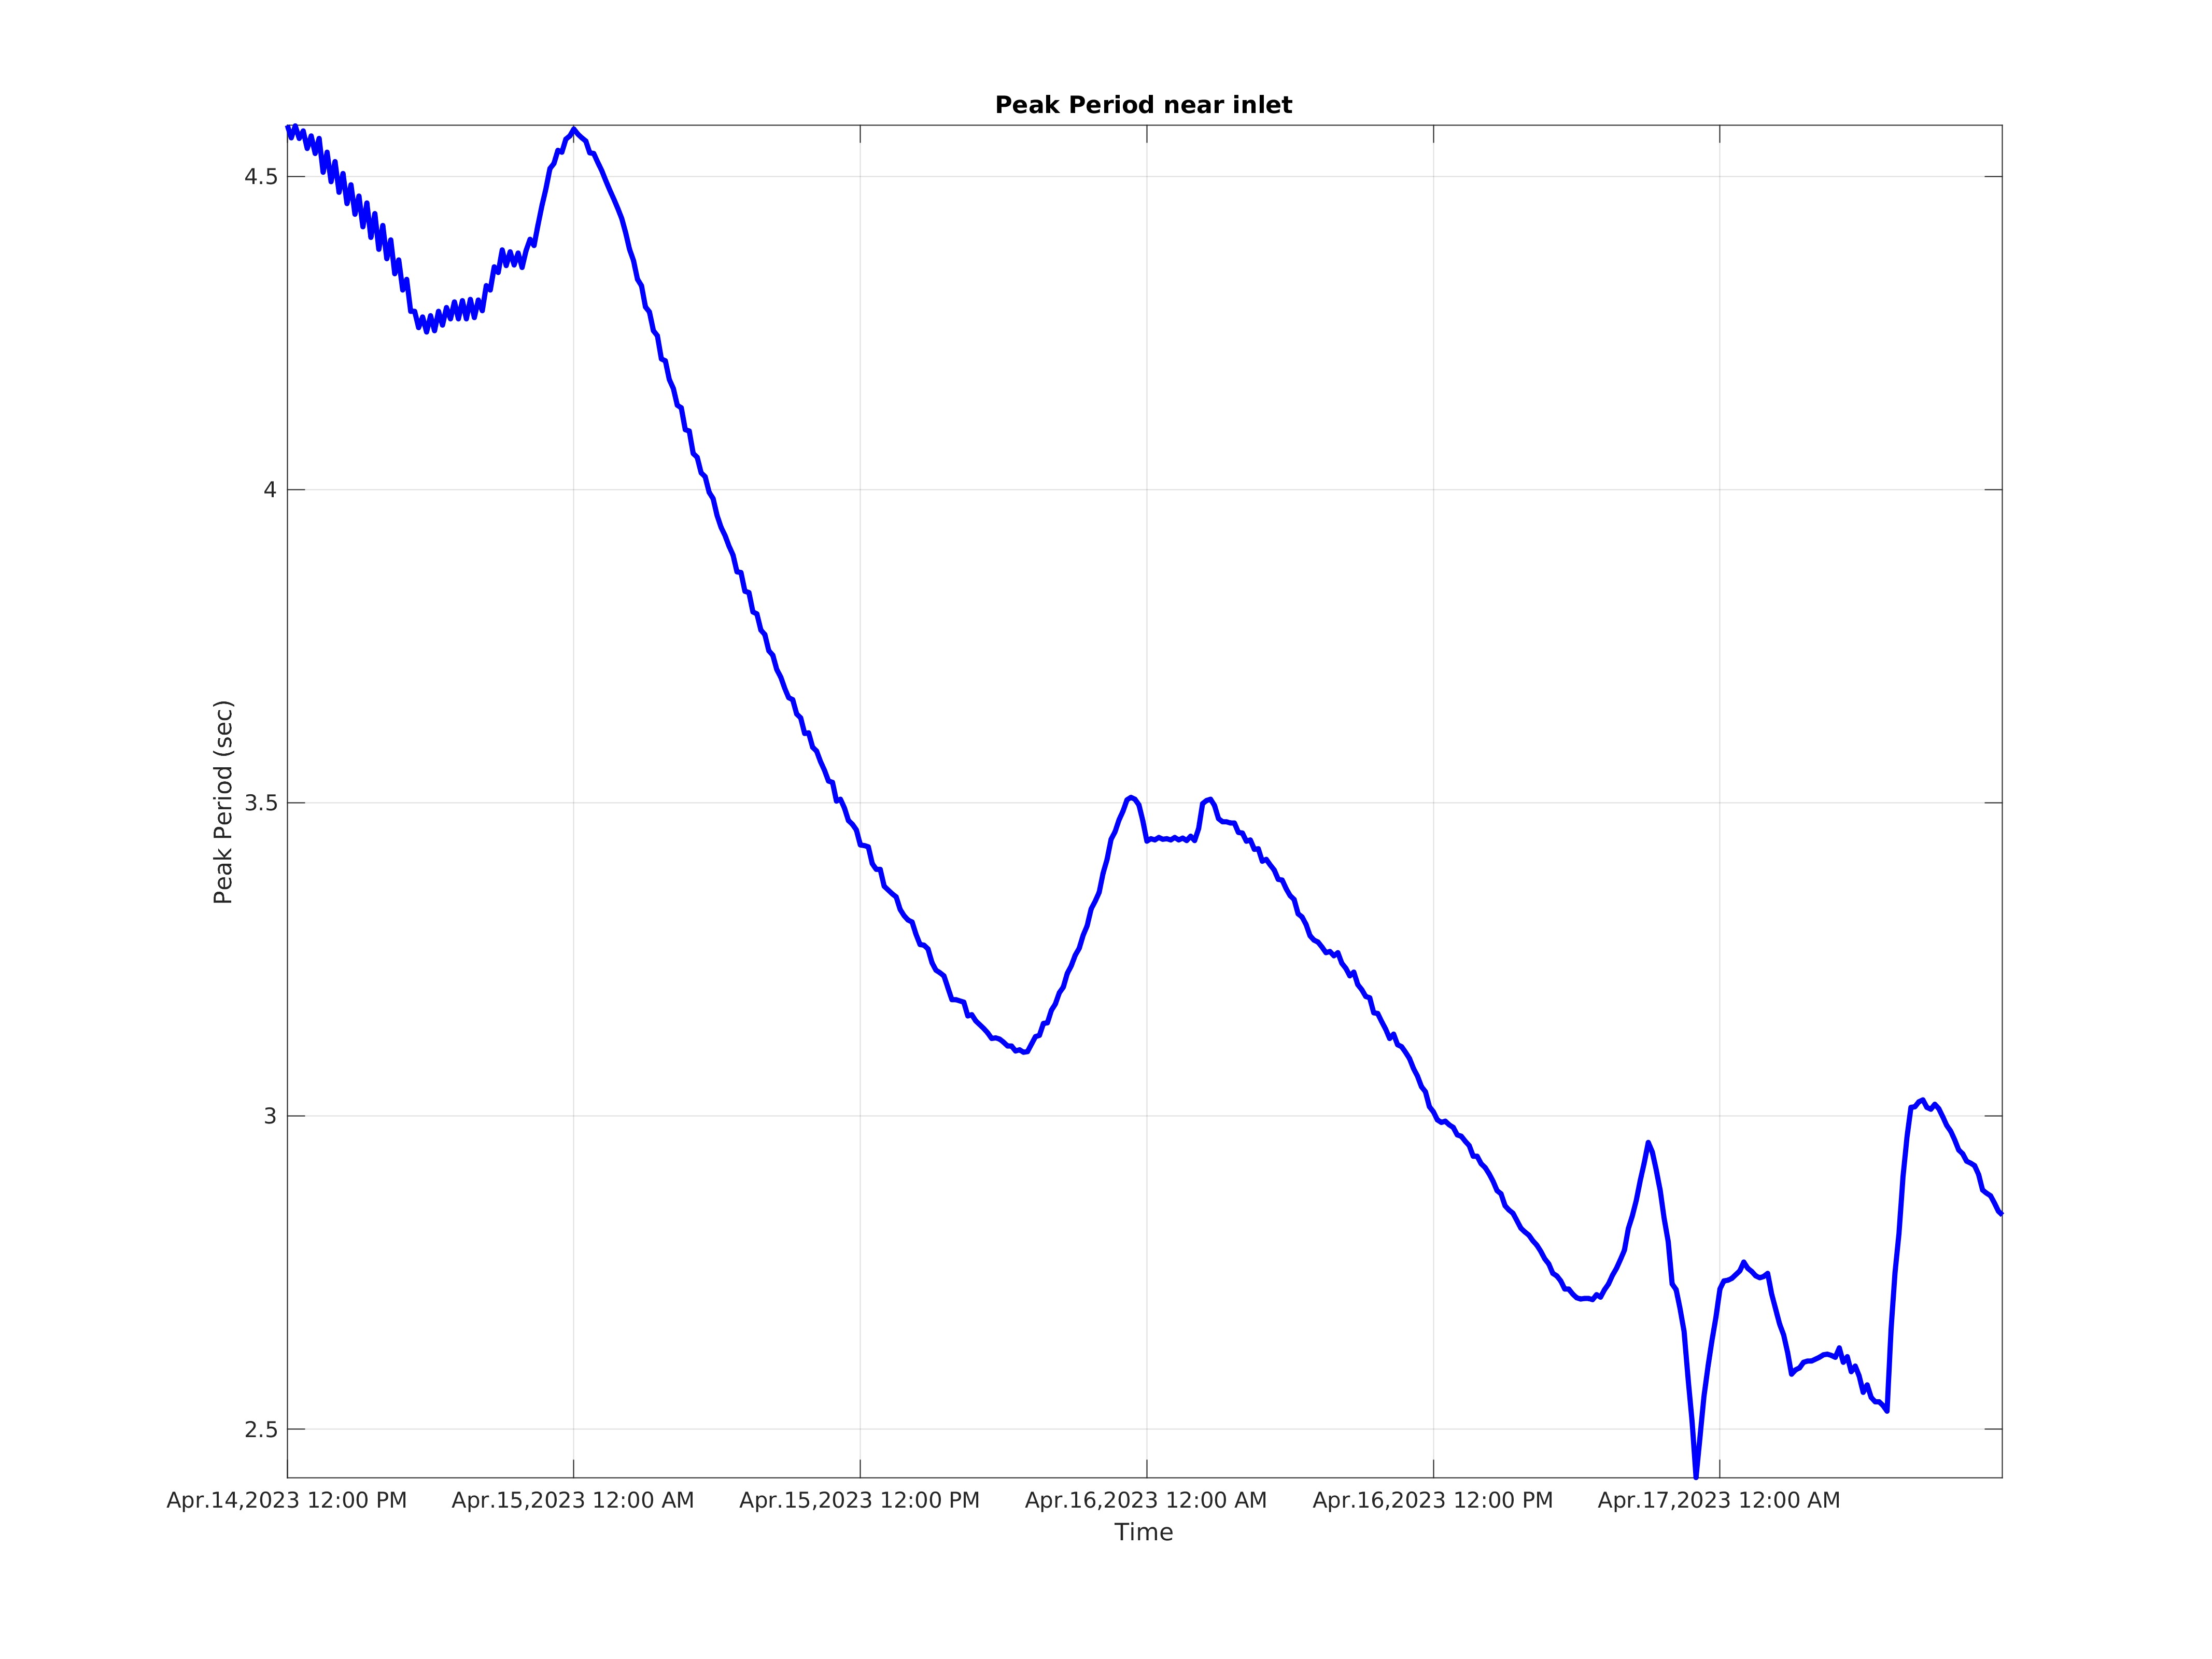 Peak Period near inlet
Peak Period (sec)
4.5
4
3.5
3
2.5
Apr.14,2023 12:00 PM Apr.15,2023 12:00 AM Apr.15,2023 12:00 PM Apr.16,2023 12:00 AM Apr.16,2023 12:00 PM Apr.17,2023 12:00 AM
Time